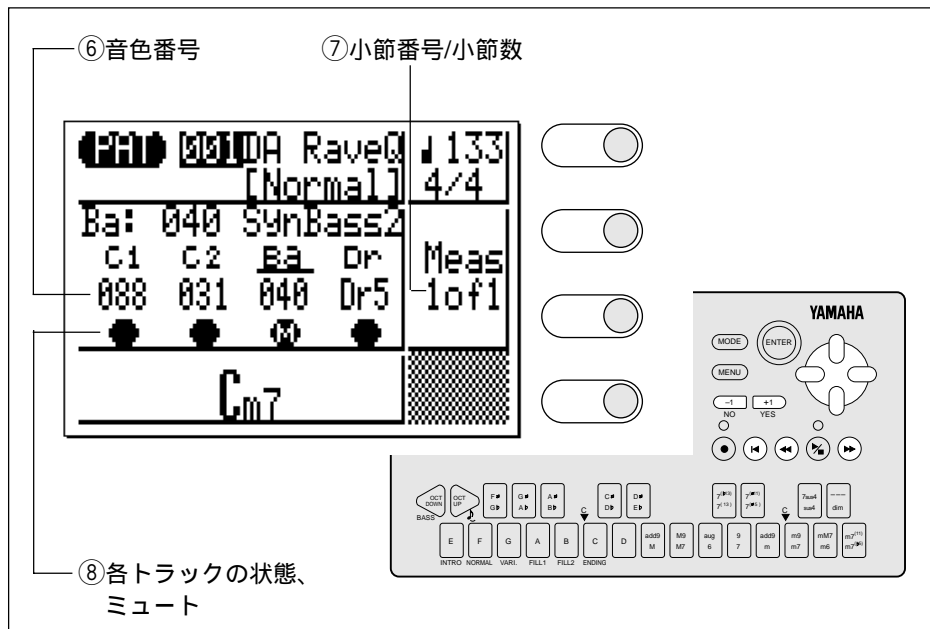 ⑥音色番号
⑦小節番号/小節数
PAT 001DA RaveQ ♩133
[Normal] 4/4
Ba: 040 SynBass2
C1 C2 Ba Dr Meas
088 031 040 Dr5 1of1
M
Cm7
YAMAHA
MODE ENTER
MENU
−1 +1
NO YES
OCT DOWN OCT UP
BASS
F♯ G♯ A♯ C♯ D♯ 7(♭13) 7(♯11) 7sus4 ---
G♭ A♭ B♭ D♭ E♭ 7(13) 7(♯5) sus4 dim
C C
E F G A B C D add9 M9 aug 9 add9 m9 mM7 m7(11)
M M7 6 7 m m7 m6 m7(♭5)
INTRO NORMAL VARI. FILL1 FILL2 ENDING
⑧各トラックの状態、
ミュート